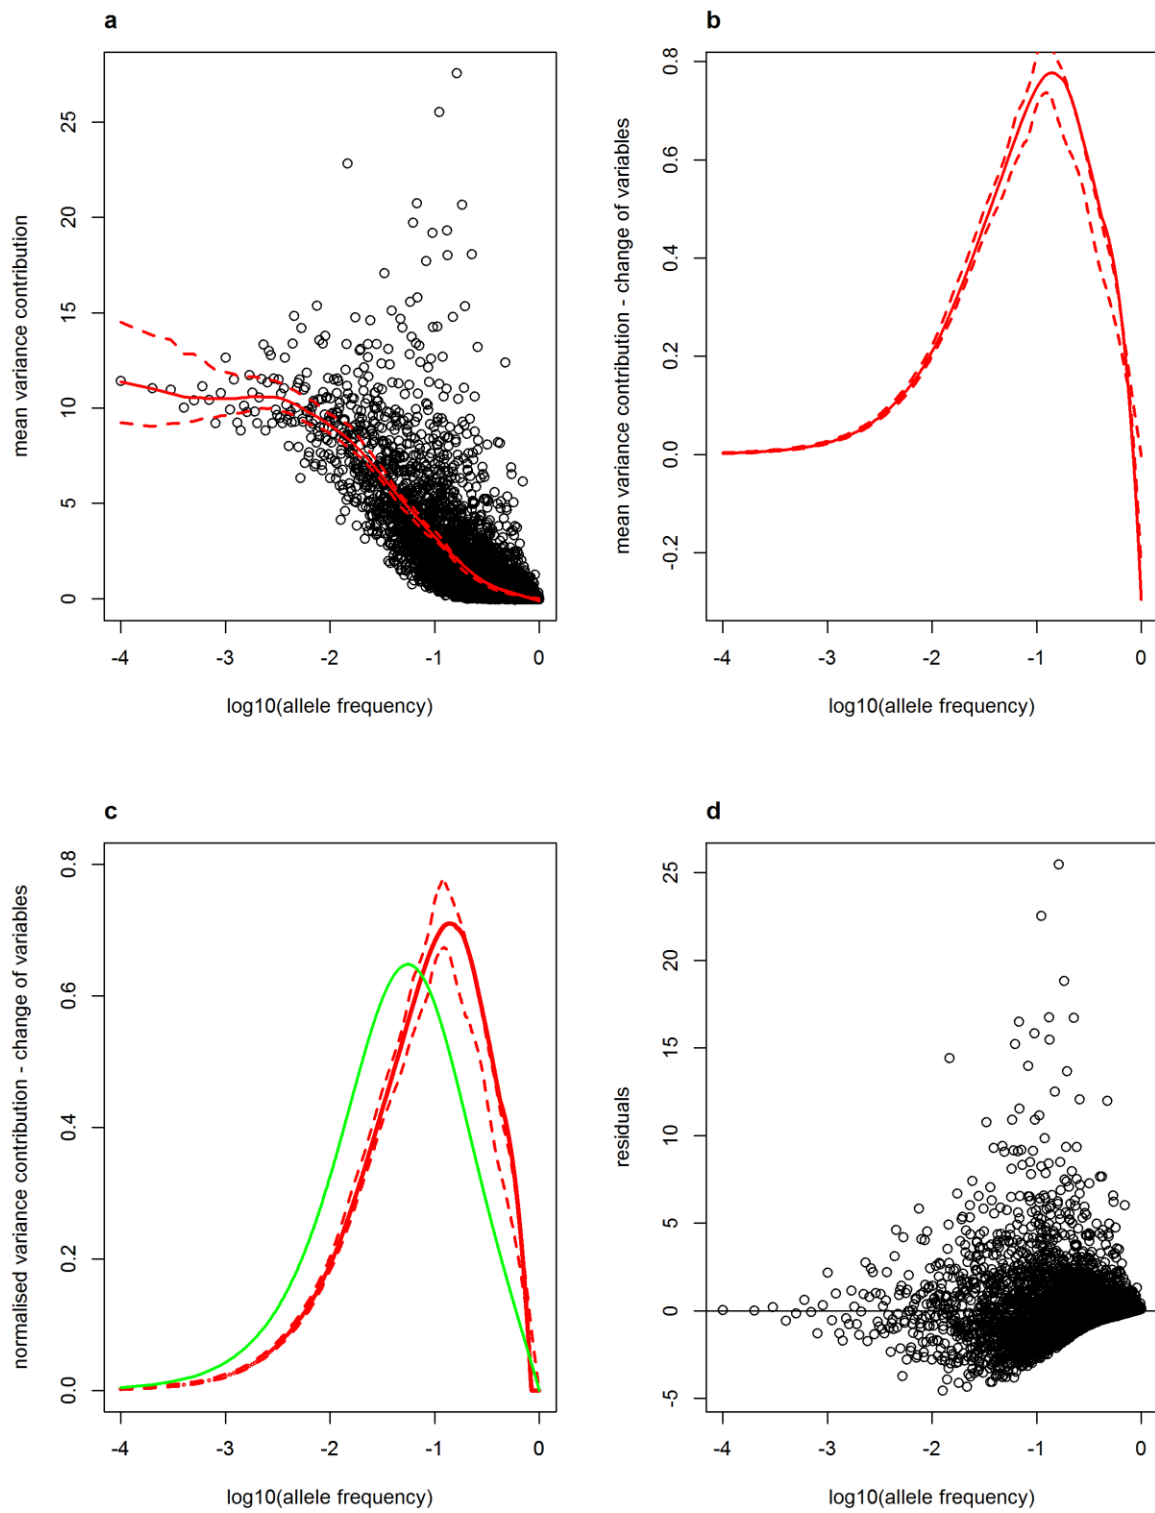 a
mean variance contribution
25
20
15
10
5
0
-4 -3 -2 -1 0
log10(allele frequency)
b
mean variance contribution - change of variables
0.8
0.6
0.4
0.2
0.0
-0.2
-4 -3 -2 -1 0
log10(allele frequency)
c
normalised variance contribution - change of variables
0.8
0.6
0.4
0.2
0.0
-4 -3 -2 -1 0
log10(allele frequency)
d
residuals
25
20
15
10
5
0
-5
-4 -3 -2 -1 0
log10(allele frequency)